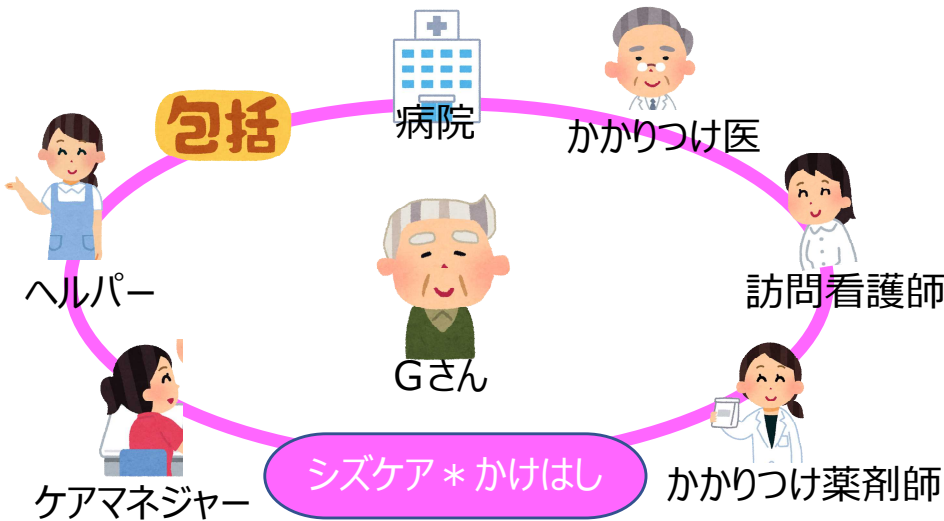 包括
病院
かかりつけ医
ヘルパー
訪問看護師
Gさん
ケアマネジャー
シズケア＊かけはし
かかりつけ薬剤師